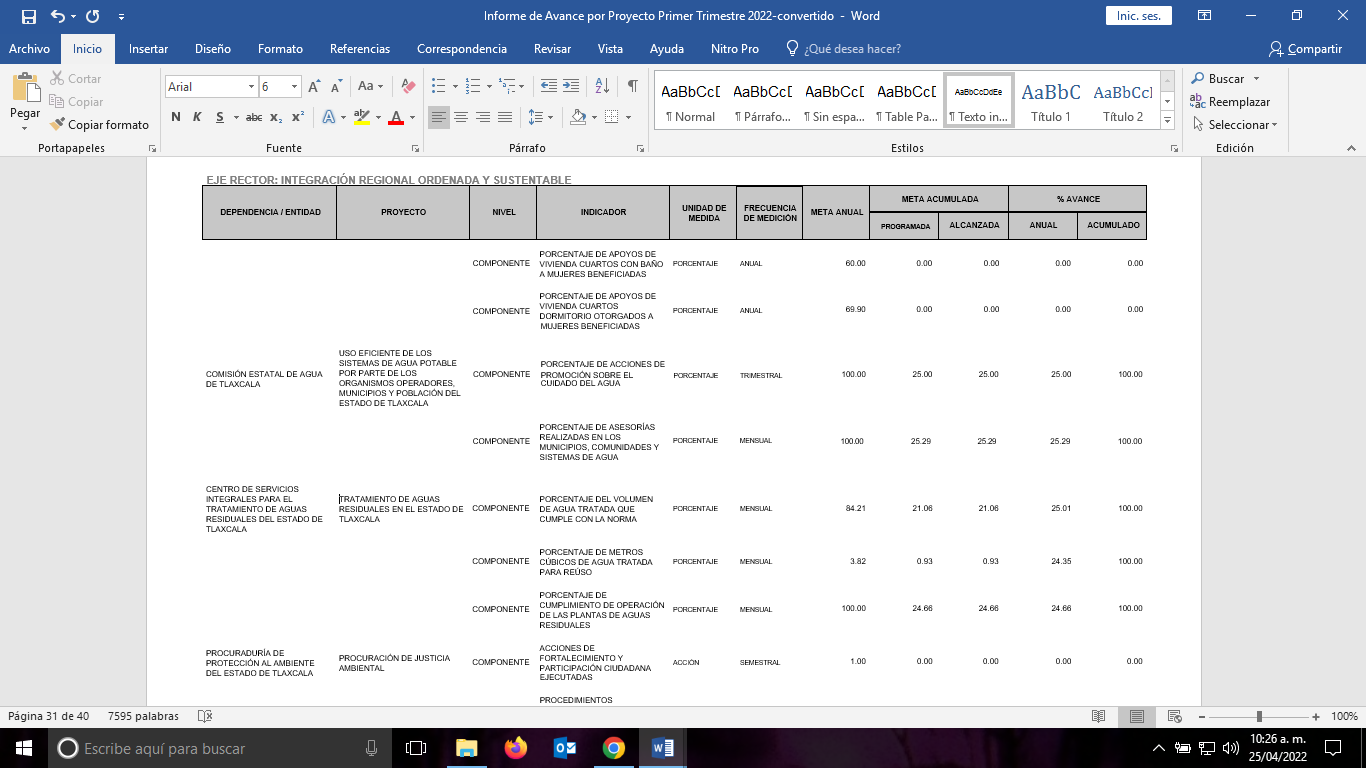 Informe de Avance por Proyecto Primer Trimestre 2022-convertido - Word
Inic. ses.
Archivo Inicio Insertar Diseño Formato Referencias Correspondencia Revisar Vista Ayuda Nitro Pro ¿Qué desea hacer? Compartir
Pegar
Cortar
Copiar
Copiar formato
Portapapeles
Arial 6
N K S abc x₂ x²
Fuente
Párrafo
AaBbCcD AaBbCcD AaBbCcD AaBbCcD AaBbCcDdEe AaBbC AaBbCcI
¶ Normal ¶ Párrafo... ¶ Sin espa... ¶ Table Pa... ¶ Texto in... Título 1 Título 2
Estilos
Buscar
Reemplazar
Seleccionar
Edición
EJE RECTOR: INTEGRACIÓN REGIONAL ORDENADA Y SUSTENTABLE
DEPENDENCIA / ENTIDAD
PROYECTO
NIVEL
INDICADOR
UNIDAD DE
MEDIDA
FRECUENCIA
DE MEDICIÓN
META ANUAL
META ACUMULADA
PROGRAMADA ALCANZADA
% AVANCE
ANUAL ACUMULADO
COMPONENTE
PORCENTAJE DE APOYOS DE
VIVIENDA CUARTOS CON BAÑO
A MUJERES BENEFICIADAS
PORCENTAJE ANUAL 60.00 0.00 0.00 0.00 0.00
COMPONENTE
PORCENTAJE DE APOYOS DE
VIVIENDA CUARTOS
DORMITORIO OTORGADOS A
MUJERES BENEFICIADAS
PORCENTAJE ANUAL 69.90 0.00 0.00 0.00 0.00
COMISIÓN ESTATAL DE AGUA
DE TLAXCALA
USO EFICIENTE DE LOS
SISTEMAS DE AGUA POTABLE
POR PARTE DE LOS
ORGANISMOS OPERADORES,
MUNICIPIOS Y POBLACIÓN DEL
ESTADO DE TLAXCALA
COMPONENTE
PORCENTAJE DE ACCIONES DE
PROMOCIÓN SOBRE EL
CUIDADO DEL AGUA
PORCENTAJE TRIMESTRAL 100.00 25.00 25.00 25.00 100.00
COMPONENTE
PORCENTAJE DE ASESORÍAS
REALIZADAS EN LOS
MUNICIPIOS, COMUNIDADES Y
SISTEMAS DE AGUA
PORCENTAJE MENSUAL 100.00 25.29 25.29 25.29 100.00
CENTRO DE SERVICIOS
INTEGRALES PARA EL
TRATAMIENTO DE AGUAS
RESIDUALES DEL ESTADO DE
TLAXCALA
TRATAMIENTO DE AGUAS
RESIDUALES EN EL ESTADO DE
TLAXCALA
COMPONENTE
PORCENTAJE DEL VOLUMEN
DE AGUA TRATADA QUE
CUMPLE CON LA NORMA
PORCENTAJE MENSUAL 84.21 21.06 21.06 25.01 100.00
COMPONENTE
PORCENTAJE DE METROS
CÚBICOS DE AGUA TRATADA
PARA REÚSO
PORCENTAJE MENSUAL 3.82 0.93 0.93 24.35 100.00
COMPONENTE
PORCENTAJE DE
CUMPLIMIENTO DE OPERACIÓN
DE LAS PLANTAS DE AGUAS
RESIDUALES
PORCENTAJE MENSUAL 100.00 24.66 24.66 24.66 100.00
PROCURADURÍA DE
PROTECCIÓN AL AMBIENTE
DEL ESTADO DE TLAXCALA
PROCURACIÓN DE JUSTICIA
AMBIENTAL
COMPONENTE
ACCIONES DE
FORTALECIMIENTO Y
PARTICIPACIÓN CIUDADANA
EJECUTADAS
ACCIÓN SEMESTRAL 1.00 0.00 0.00 0.00 0.00
PROCEDIMIENTOS
Página 31 de 40 7595 palabras 100%
Escribe aquí para buscar
10:26 a. m.
25/04/2022